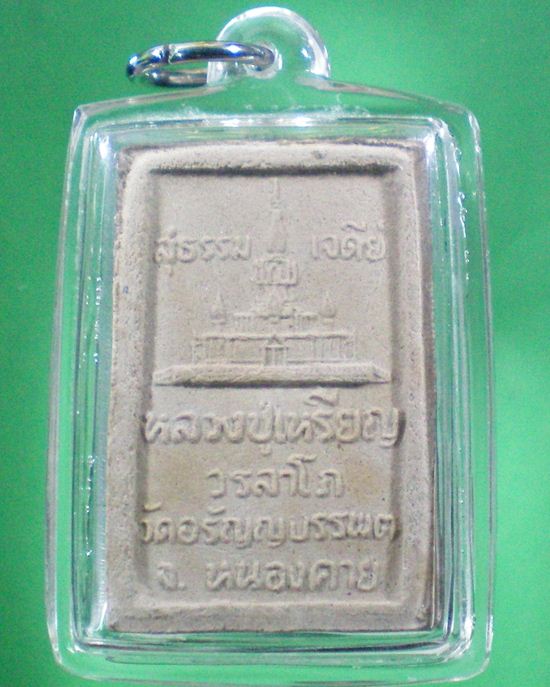 สุธรรม เจดีย์
หลวงปู่เหรียญ
วรลาโภ
วัดอรัญญบรรพต
จ. หนองคาย